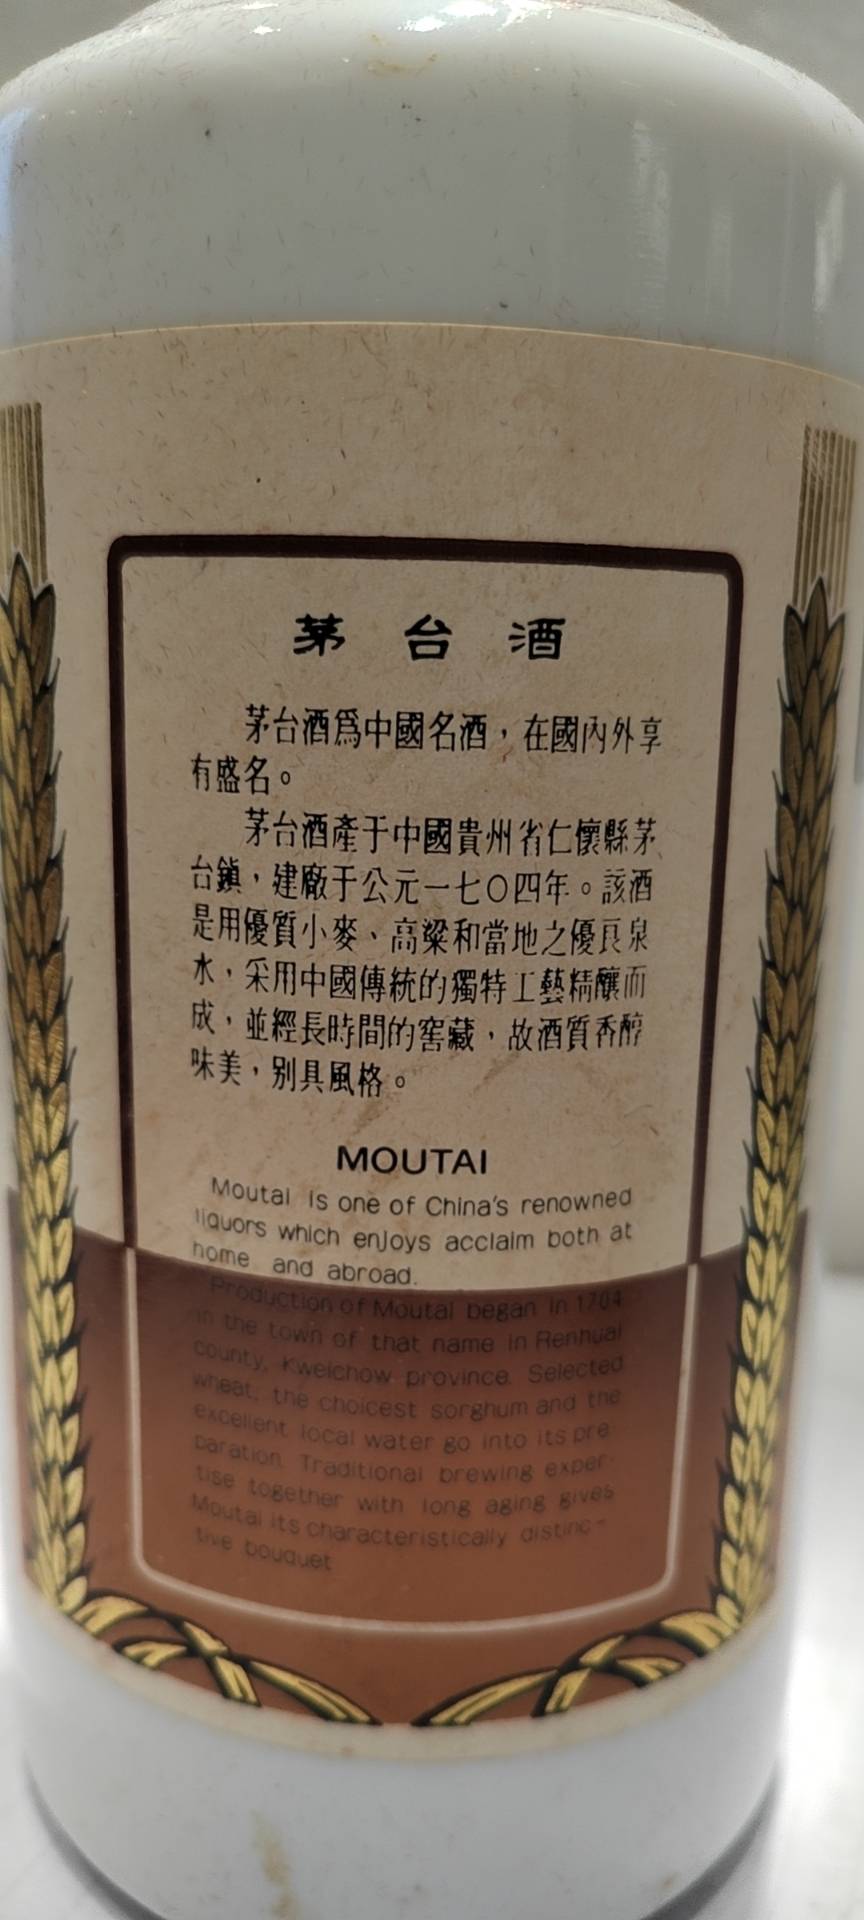 茅台酒
茅台酒爲中國名酒，在國內外享
有盛名。
茅台酒產于中國貴州省仁懷縣茅
台鎮，建廠于公元一七〇四年。該酒
是用優質小麥、高粱和當地之優良泉
水，采用中國傳統的獨特工藝精釀而
成，並經長時間的窖藏，故酒質香醇
味美，别具風格。
MOUTAI
Moutai is one of China's renowned
liquors which enjoys acclaim both at
home and abroad.
Production of Moutai began in 1704
in the town of that name in Renhuai
county, Kweichow province. Selected
wheat, the choicest sorghum and the
excellent local water go into its pre
paration. Traditional brewing exper-
tise together with long aging gives
Moutai its characteristically distinc-
tive bouquet